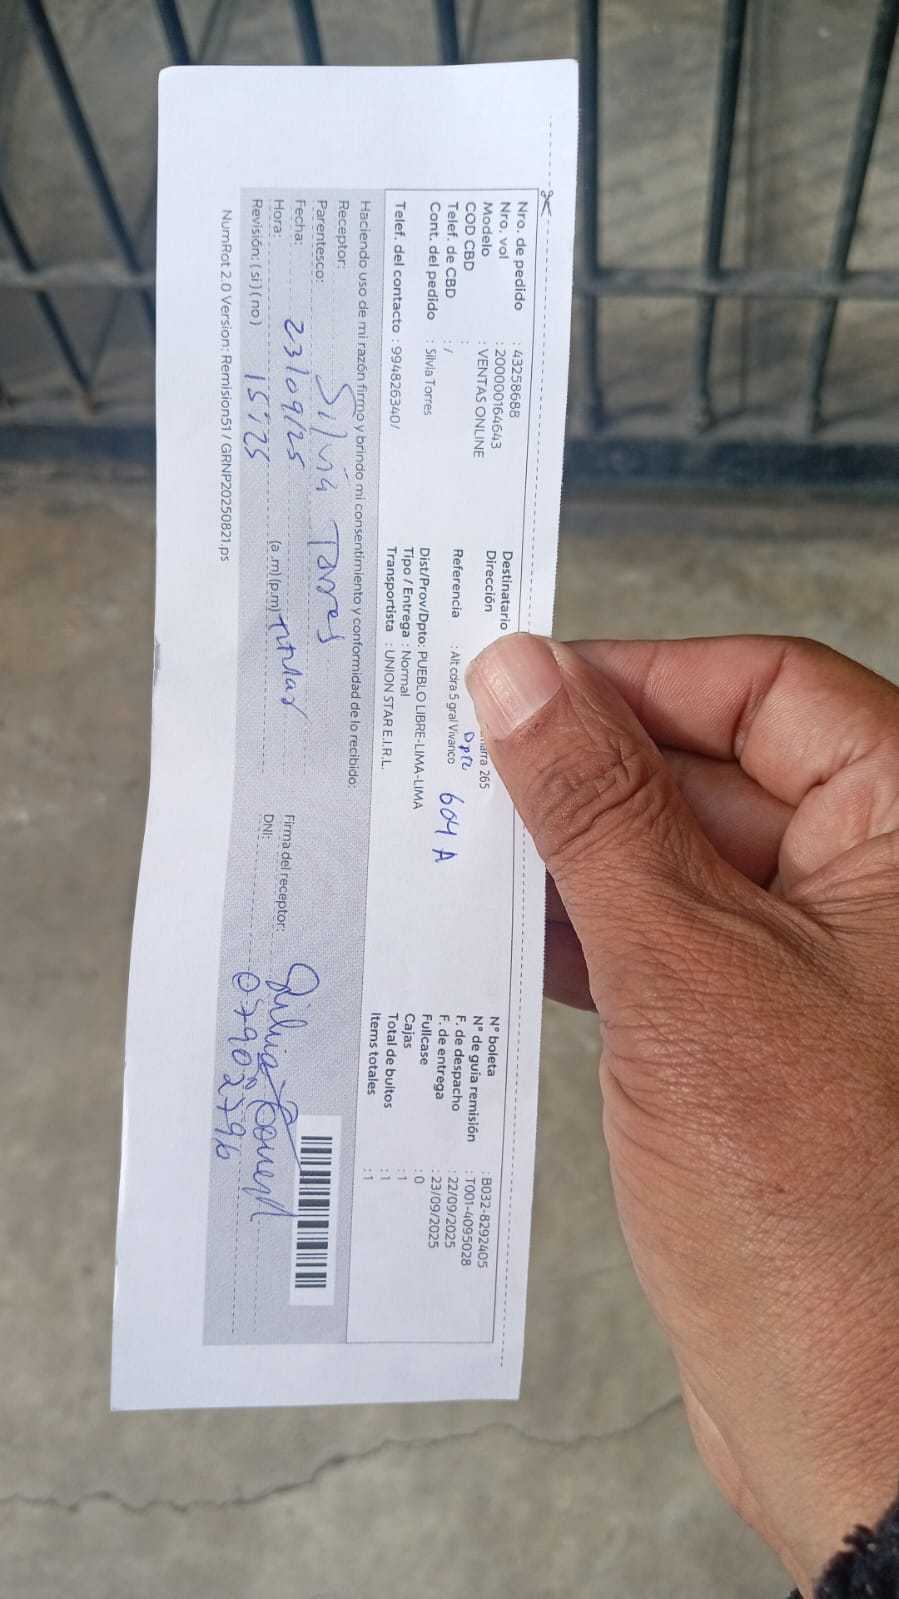 Nro. de pedido : 43258688
Nro. vol : 200000164643
Modelo : VENTAS ONLINE
COD CBD :
Telef. de CBD : /
Cont. del pedido : Silvia Torres
Telef. del contacto : 994826340/
Destinatario
Dirección 265
Dpto 604 A
Referencia : Alt cdra 5 gral Vivanco
Dist/Prov/Dpto: PUEBLO LIBRE-LIMA-LIMA
Tipo / Entrega : Normal
Transportista : UNION STAR E.I.R.L.
N° boleta : B032-8292405
N° de guia remisión : T001-4095028
F. de despacho : 22/09/2025
F. de entrega : 23/09/2025
Fullcase : 0
Cajas : 1
Total de bultos : 1
Items totales : 1
Haciendo uso de mi razón firmo y brindo mi consentimiento y conformidad de lo recibido:
Receptor: Silvia Torres
Parentesco: titular
Fecha: 23/09/25
Hora: 15:25 (a .m) (p.m)
Revisión: ( si ) ( no )
Firma del receptor: Silvia Torres
DNI: 07902796
NumRot 2.0 Version: Remision51 / GRNP20250821.ps